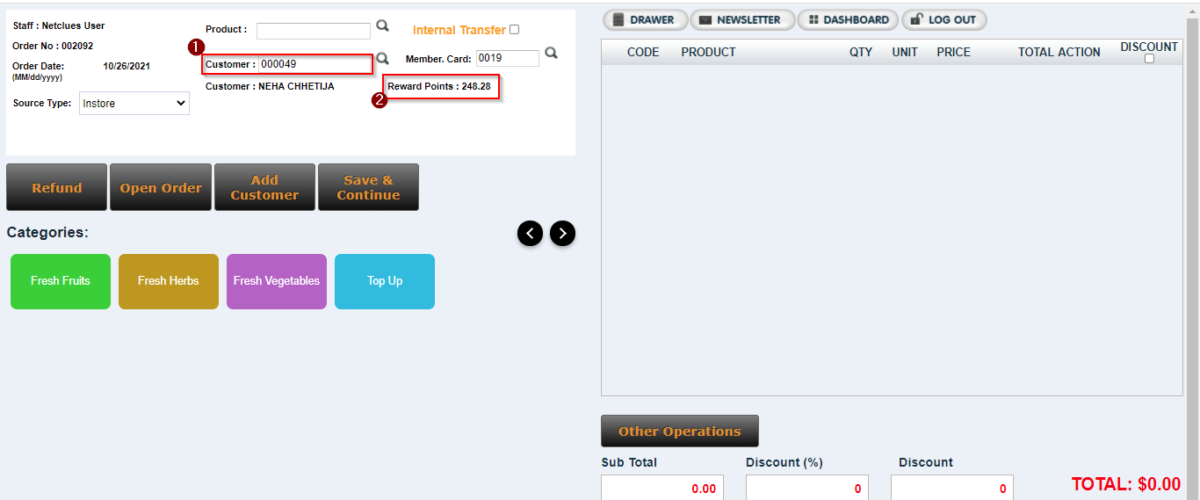 Staff : Netclues User
Order No : 002092
Order Date: 10/26/2021
(MM/dd/yyyy)
Source Type: Instore
Product :
Internal Transfer
1
Customer : 000049
Member. Card: 0019
Customer : NEHA CHHETIJA
Reward Points : 248.28
2
Refund
Open Order
Add
Customer
Save &
Continue
Categories:
Fresh Fruits
Fresh Herbs
Fresh Vegetables
Top Up
DRAWER
NEWSLETTER
DASHBOARD
LOG OUT
CODE PRODUCT QTY UNIT PRICE TOTAL ACTION DISCOUNT
Other Operations
Sub Total Discount (%) Discount
0.00 0 0 TOTAL: $0.00